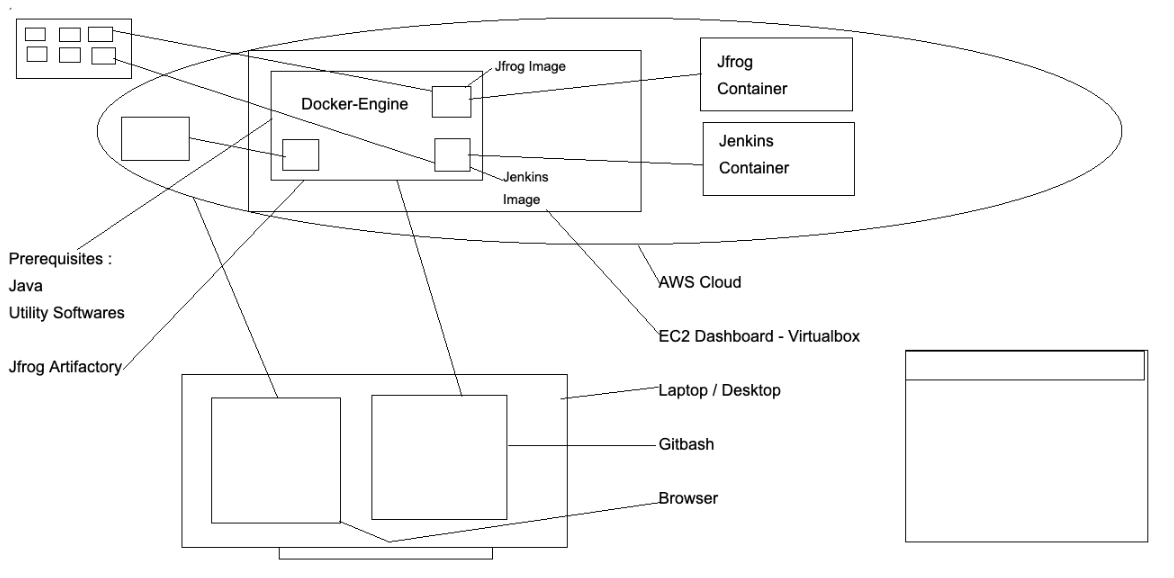 Jfrog Image
Jfrog
Container
Docker-Engine
Jenkins
Container
Jenkins
Image
Prerequisites :
Java
Utility Softwares
Jfrog Artifactory
AWS Cloud
EC2 Dashboard - Virtualbox
Laptop / Desktop
Gitbash
Browser